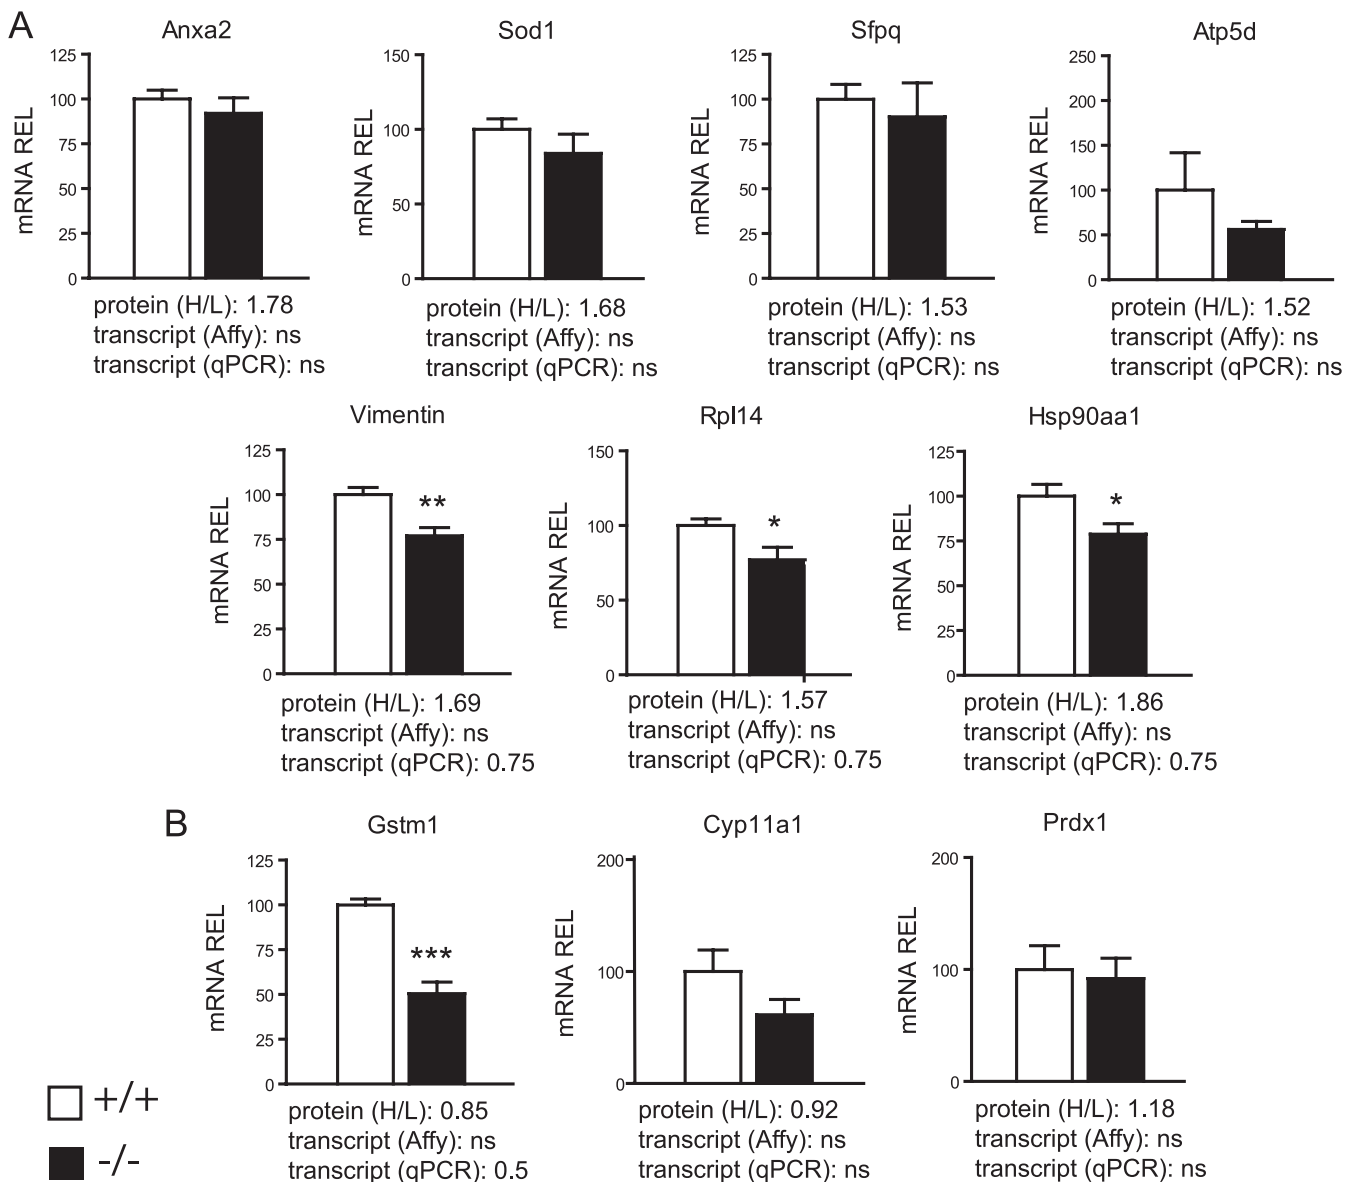 A
Anxa2
Sod1
Sfpq
Atp5d
mRNA REL
125
100
75
50
25
0
mRNA REL
150
100
50
0
mRNA REL
125
100
75
50
25
0
mRNA REL
250
200
150
100
50
0
protein (H/L): 1.78
transcript (Affy): ns
transcript (qPCR): ns
protein (H/L): 1.68
transcript (Affy): ns
transcript (qPCR): ns
protein (H/L): 1.53
transcript (Affy): ns
transcript (qPCR): ns
protein (H/L): 1.52
transcript (Affy): ns
transcript (qPCR): ns
Vimentin
Rpl14
Hsp90aa1
mRNA REL
125
100
75
50
25
0
**
mRNA REL
150
100
50
0
*
mRNA REL
125
100
75
50
25
0
*
protein (H/L): 1.69
transcript (Affy): ns
transcript (qPCR): 0.75
protein (H/L): 1.57
transcript (Affy): ns
transcript (qPCR): 0.75
protein (H/L): 1.86
transcript (Affy): ns
transcript (qPCR): 0.75
B
Gstm1
Cyp11a1
Prdx1
mRNA REL
125
100
75
50
25
0
***
mRNA REL
200
100
0
mRNA REL
200
100
0
protein (H/L): 0.85
transcript (Affy): ns
transcript (qPCR): 0.5
protein (H/L): 0.92
transcript (Affy): ns
transcript (qPCR): ns
protein (H/L): 1.18
transcript (Affy): ns
transcript (qPCR): ns
+/+
-/-